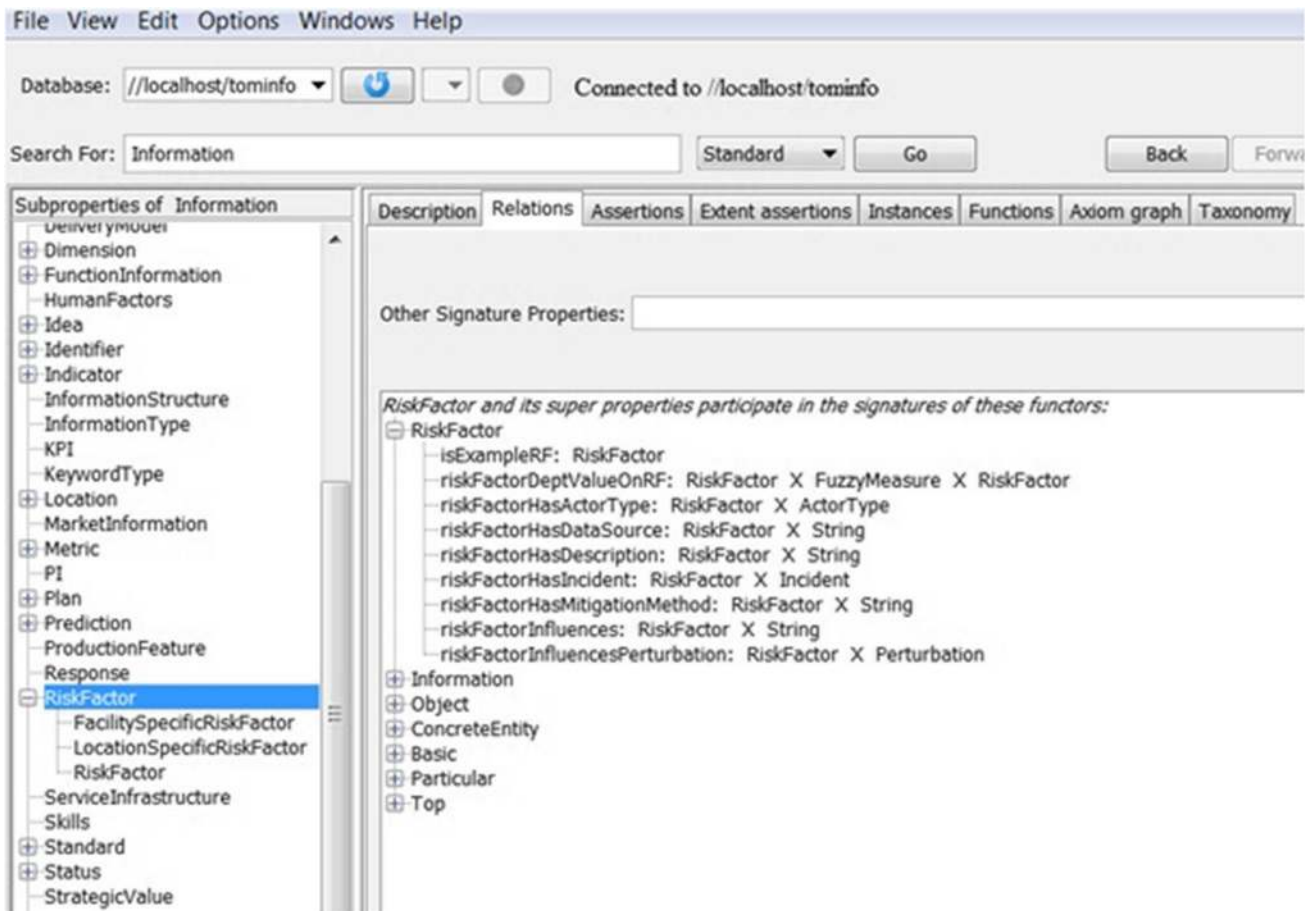 File View Edit Options Windows Help
Database: //localhost/tominfo Connected to //localhost/tominfo
Search For: Information Standard Go Back Forwa
Subproperties of Information
DeliveryModel
Dimension
FunctionInformation
HumanFactors
Idea
Identifier
Indicator
InformationStructure
InformationType
KPI
KeywordType
Location
MarketInformation
Metric
PI
Plan
Prediction
ProductionFeature
Response
RiskFactor
FacilitySpecificRiskFactor
LocationSpecificRiskFactor
RiskFactor
ServiceInfrastructure
Skills
Standard
Status
StrategicValue
Description Relations Assertions Extent assertions Instances Functions Axiom graph Taxonomy
Other Signature Properties:
RiskFactor and its super properties participate in the signatures of these functors:
RiskFactor
isExampleRF: RiskFactor
riskFactorDeptValueOnRF: RiskFactor X FuzzyMeasure X RiskFactor
riskFactorHasActorType: RiskFactor X ActorType
riskFactorHasDataSource: RiskFactor X String
riskFactorHasDescription: RiskFactor X String
riskFactorHasIncident: RiskFactor X Incident
riskFactorHasMitigationMethod: RiskFactor X String
riskFactorInfluences: RiskFactor X String
riskFactorInfluencesPerturbation: RiskFactor X Perturbation
Information
Object
ConcreteEntity
Basic
Particular
Top